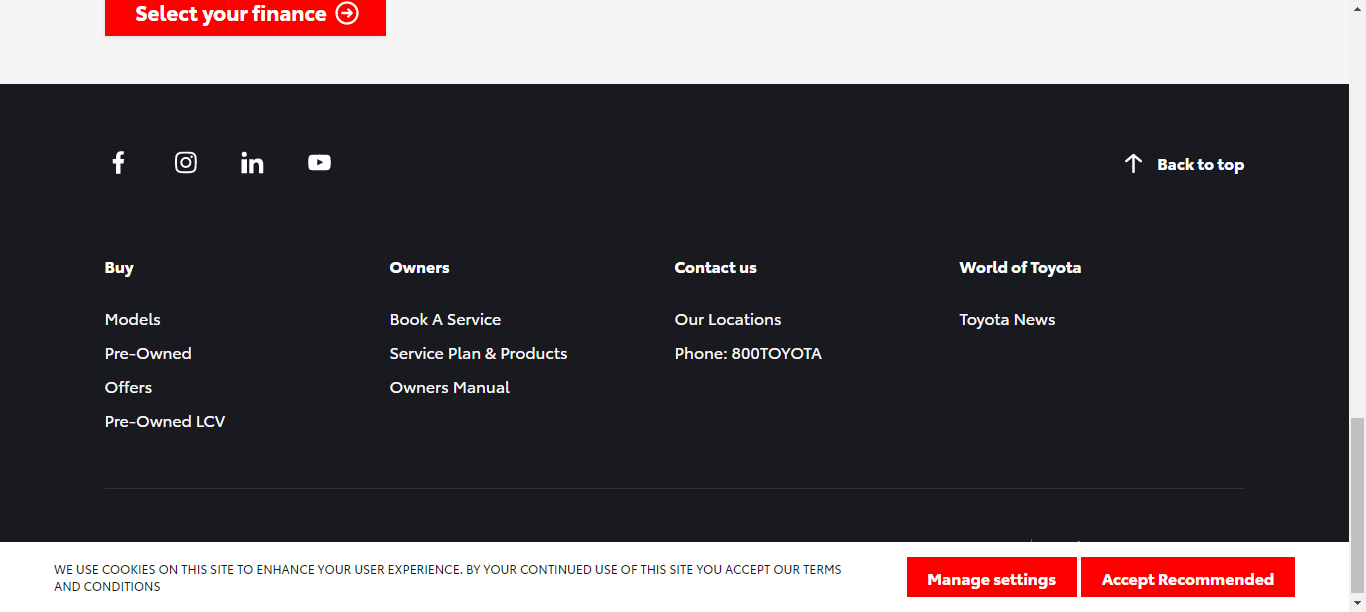 Select your finance
Back to top
Buy
Models
Pre-Owned
Offers
Pre-Owned LCV
Owners
Book A Service
Service Plan & Products
Owners Manual
Contact us
Our Locations
Phone: 800TOYOTA
World of Toyota
Toyota News
WE USE COOKIES ON THIS SITE TO ENHANCE YOUR USER EXPERIENCE. BY YOUR CONTINUED USE OF THIS SITE YOU ACCEPT OUR TERMS
AND CONDITIONS
Manage settings
Accept Recommended